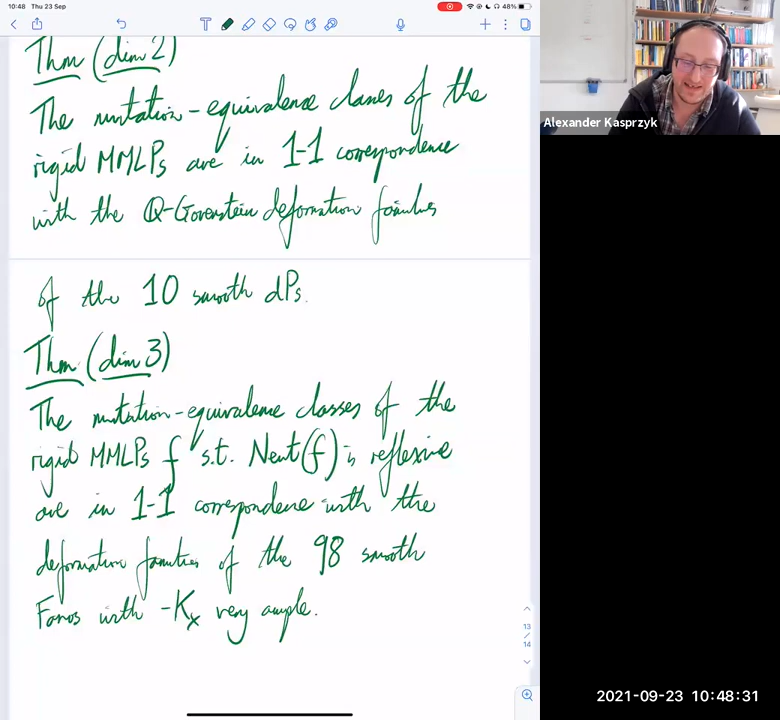 10:48 Thu 23 Sep
48%
Thm (dim 2)
The mutation-equivalence classes of the
rigid MMLPs are in 1-1 correspondence
with the Q-Gorenstein deformation families
of the 10 smooth dPs.
Thm (dim 3)
The mutation-equivalence classes of the
rigid MMLPs f s.t. Newt(f) is reflexive
are in 1-1 correspondence with the
deformation families of the 98 smooth
Fanos with -Kx very ample.
13
/
14
Alexander Kasprzyk
2021-09-23 10:48:31